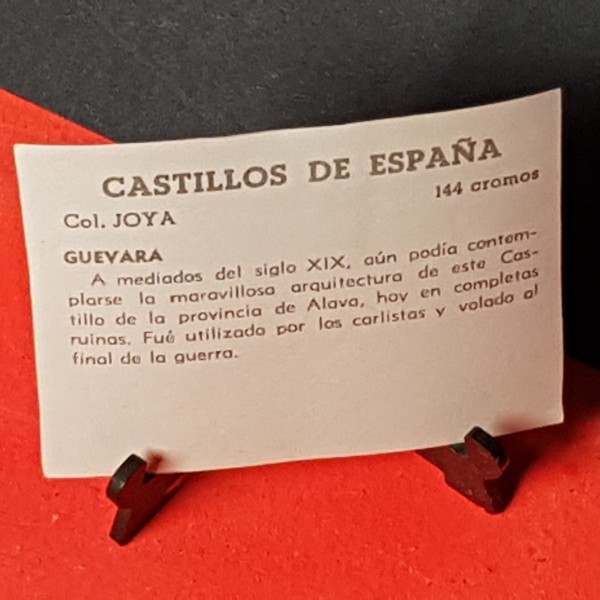 CASTILLOS DE ESPAÑA
Col. JOYA 144 cromos
GUEVARA
A mediados del siglo XIX, aún podía contem-
plarse la maravillosa arquitectura de este Cas-
tillo de la provincia de Alava, hoy en completas
ruinas. Fué utilizado por los carlistas y volado al
final de la guerra.